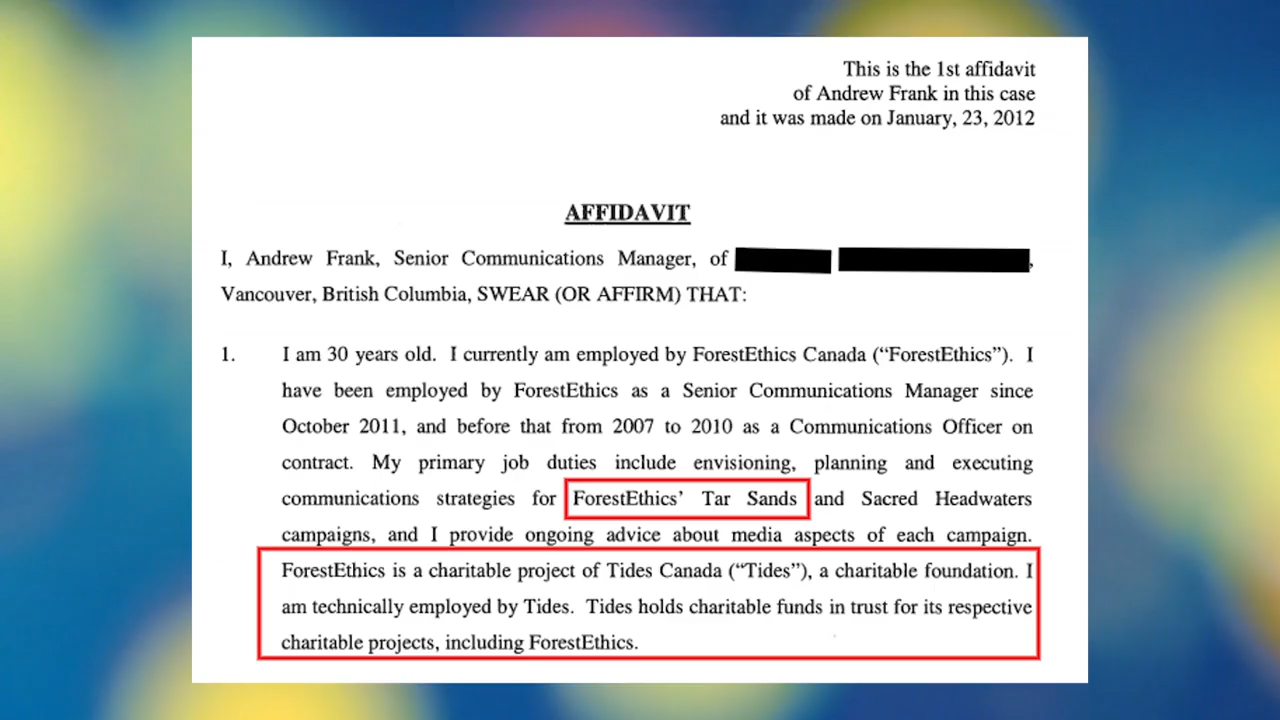 This is the 1st affidavit
of Andrew Frank in this case
and it was made on January, 23, 2012
AFFIDAVIT
I, Andrew Frank, Senior Communications Manager, of ,
Vancouver, British Columbia, SWEAR (OR AFFIRM) THAT:
1. I am 30 years old. I currently am employed by ForestEthics Canada (“ForestEthics”). I
have been employed by ForestEthics as a Senior Communications Manager since
October 2011, and before that from 2007 to 2010 as a Communications Officer on
contract. My primary job duties include envisioning, planning and executing
communications strategies for ForestEthics’ Tar Sands and Sacred Headwaters
campaigns, and I provide ongoing advice about media aspects of each campaign.
ForestEthics is a charitable project of Tides Canada (“Tides”), a charitable foundation. I
am technically employed by Tides. Tides holds charitable funds in trust for its respective
charitable projects, including ForestEthics.